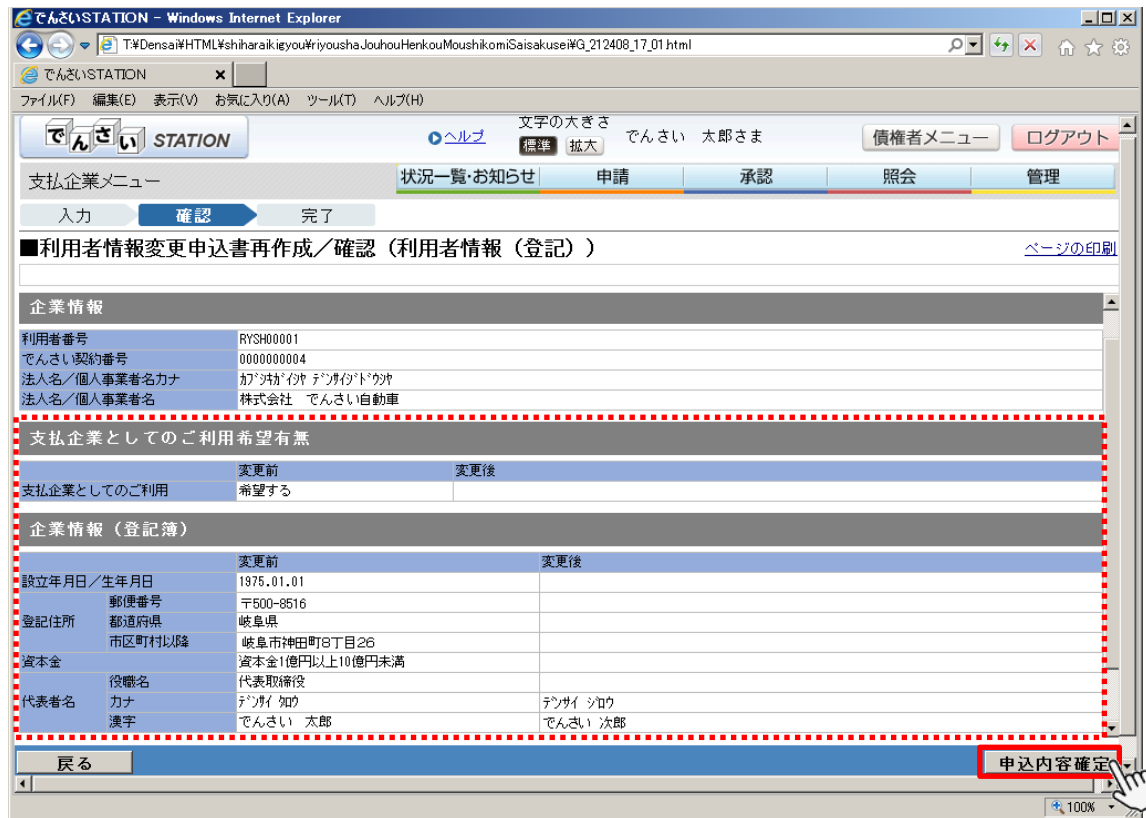 でんさいSTATION - Windows Internet Explorer
T:¥Densai¥HTML¥shiharaikigyou¥riyoushaJouhouHenkouMoushikomiSaisakusei¥G_212408_17_01.html
でんさいSTATION
ファイル(F) 編集(E) 表示(V) お気に入り(A) ツール(T) ヘルプ(H)
でんさい STATION
ヘルプ
文字の大きさ
標準 拡大
でんさい 太郎さま
債権者メニュー
ログアウト
支払企業メニュー
状況一覧･お知らせ 申請 承認 照会 管理
入力 確認 完了
■利用者情報変更申込書再作成／確認（利用者情報（登記））
ページの印刷
企業情報
利用者番号 RYSH00001
でんさい契約番号 0000000004
法人名／個人事業者名カナ ｶﾌﾞｼｷｶﾞｲｼﾔ ﾃﾞﾝｻｲｼﾞﾄﾞｳｼﾔ
法人名／個人事業者名 株式会社 でんさい自動車
支払企業としてのご利用希望有無
変更前 変更後
支払企業としてのご利用 希望する
企業情報（登記簿）
変更前 変更後
設立年月日／生年月日 1975.01.01
登記住所 郵便番号 〒500-8516
都道府県 岐阜県
市区町村以降 岐阜市神田町8丁目26
資本金 資本金1億円以上10億円未満
代表者名 役職名 代表取締役
カナ ﾃﾞﾝｻｲ ﾀﾛｳ ﾃﾞﾝｻｲ ｼﾞﾛｳ
漢字 でんさい 太郎 でんさい 次郎
戻る
申込内容確定
100%